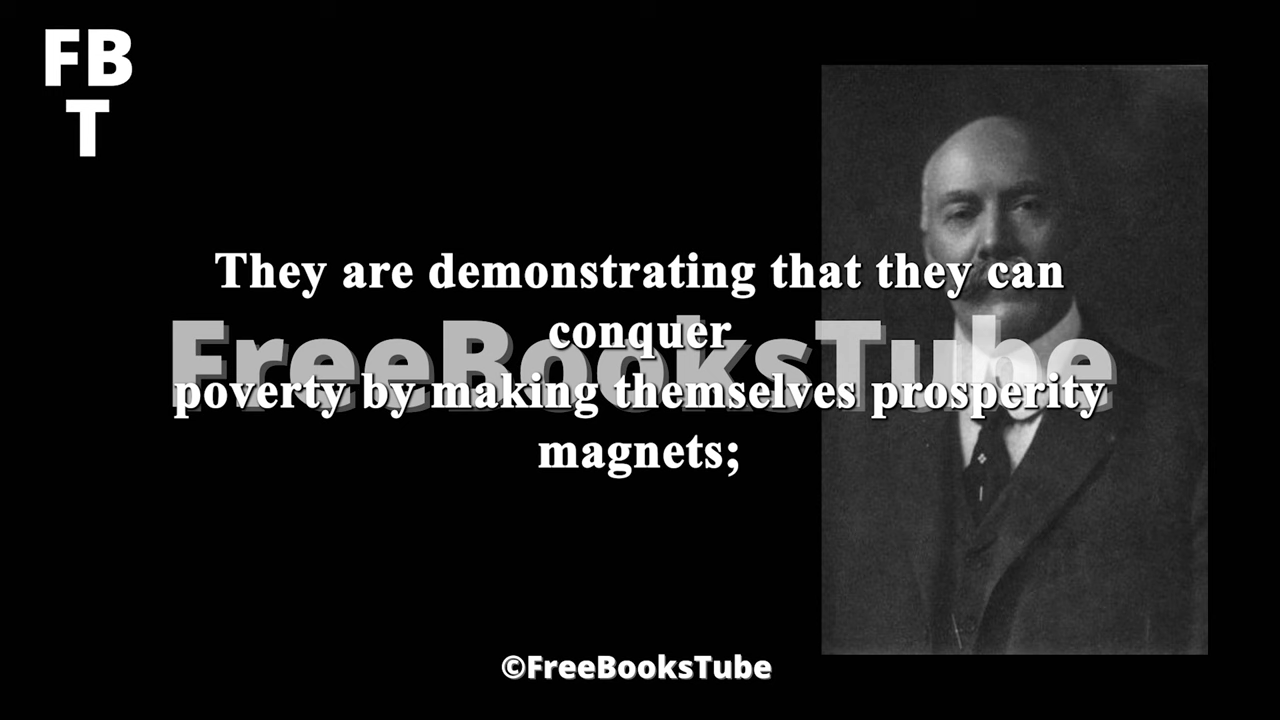 FB
T
They are demonstrating that they can
conquer
FreeBooksTube
poverty by making themselves prosperity
magnets;
©FreeBooksTube